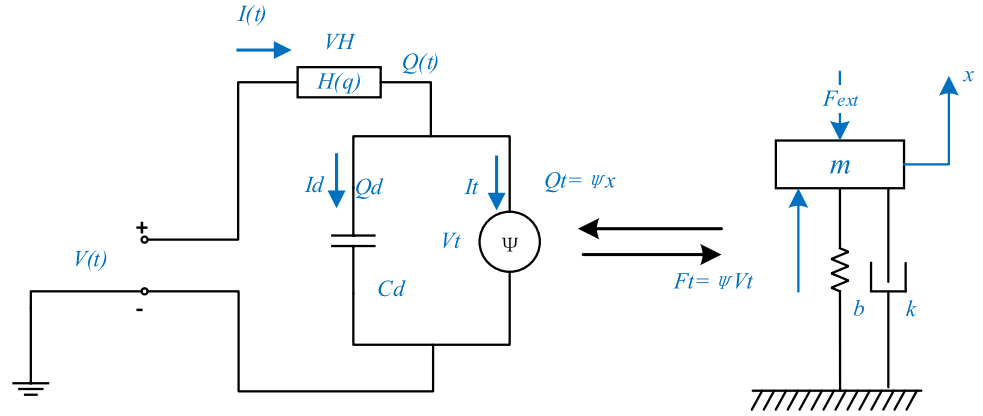 I(t)
VH
H(q)
Q(t)
Id
Qd
It
Qt= Ψx
Vt
Ψ
Ft= ΨVt
Cd
V(t)
+
-
x
Fext
m
b
k